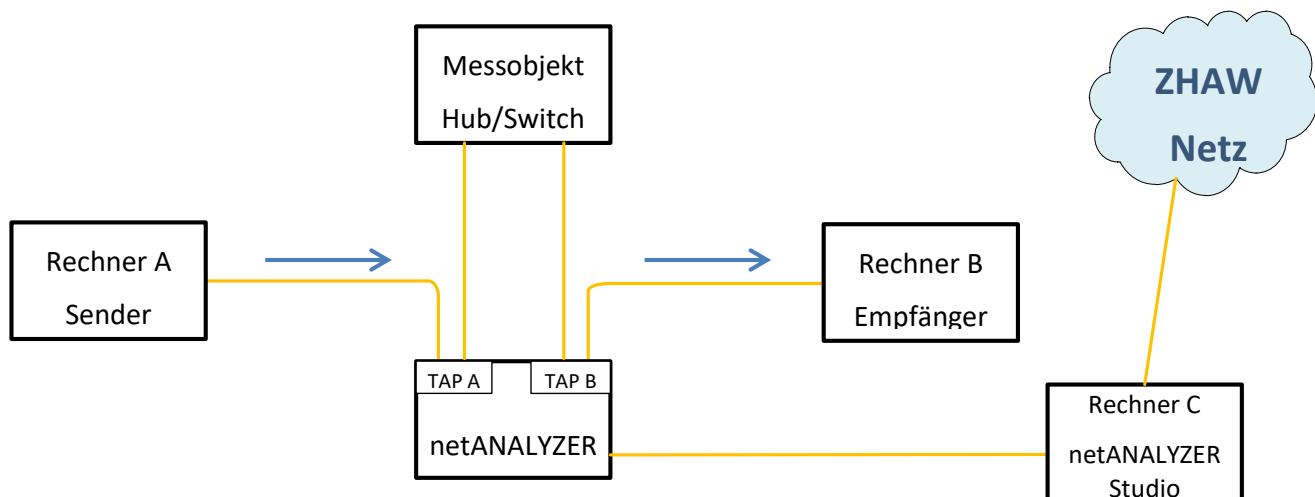 Messobjekt
Hub/Switch
ZHAW
Netz
Rechner A
Sender
Rechner B
Empfänger
TAP A
TAP B
netANALYZER
Rechner C
netANALYZER
Studio